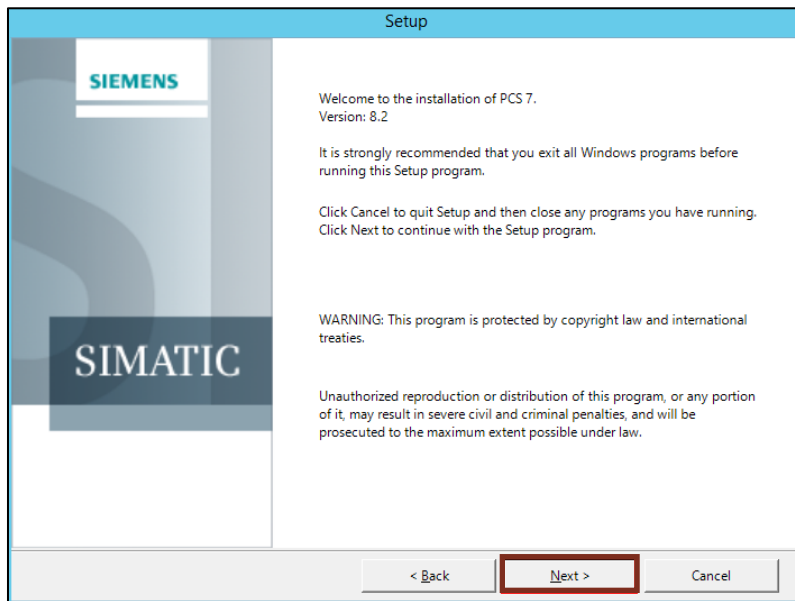 Setup
SIEMENS
Welcome to the installation of PCS 7.
Version: 8.2
It is strongly recommended that you exit all Windows programs before
running this Setup program.
Click Cancel to quit Setup and then close any programs you have running.
Click Next to continue with the Setup program.
WARNING: This program is protected by copyright law and international
treaties.
SIMATIC
Unauthorized reproduction or distribution of this program, or any portion
of it, may result in severe civil and criminal penalties, and will be
prosecuted to the maximum extent possible under law.
< Back
Next >
Cancel